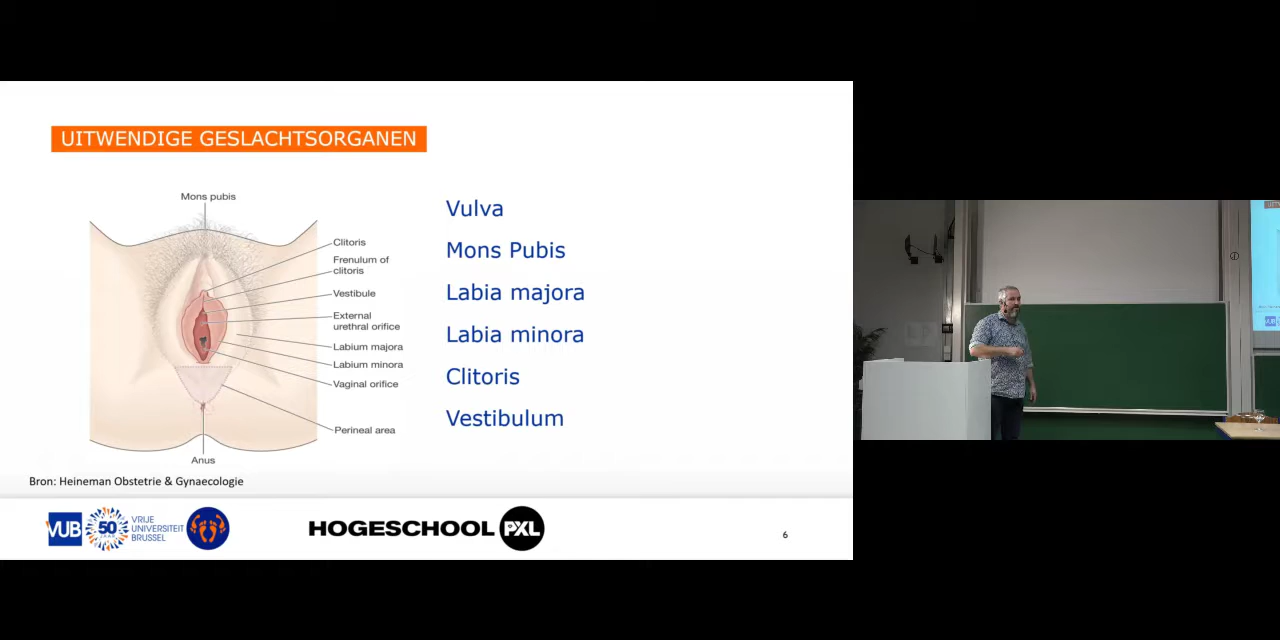 UITWENDIGE GESLACHTSORGANEN
Mons pubis
Clitoris
Frenulum of
clitoris
Vestibule
External
urethral orifice
Labium majora
Labium minora
Vaginal orifice
Perineal area
Anus
Vulva
Mons Pubis
Labia majora
Labia minora
Clitoris
Vestibulum
Bron: Heineman Obstetrie & Gynaecologie
VUB
50
JAAR
VRIJE
UNIVERSITEIT
BRUSSEL
HOGESCHOOL PXL
6